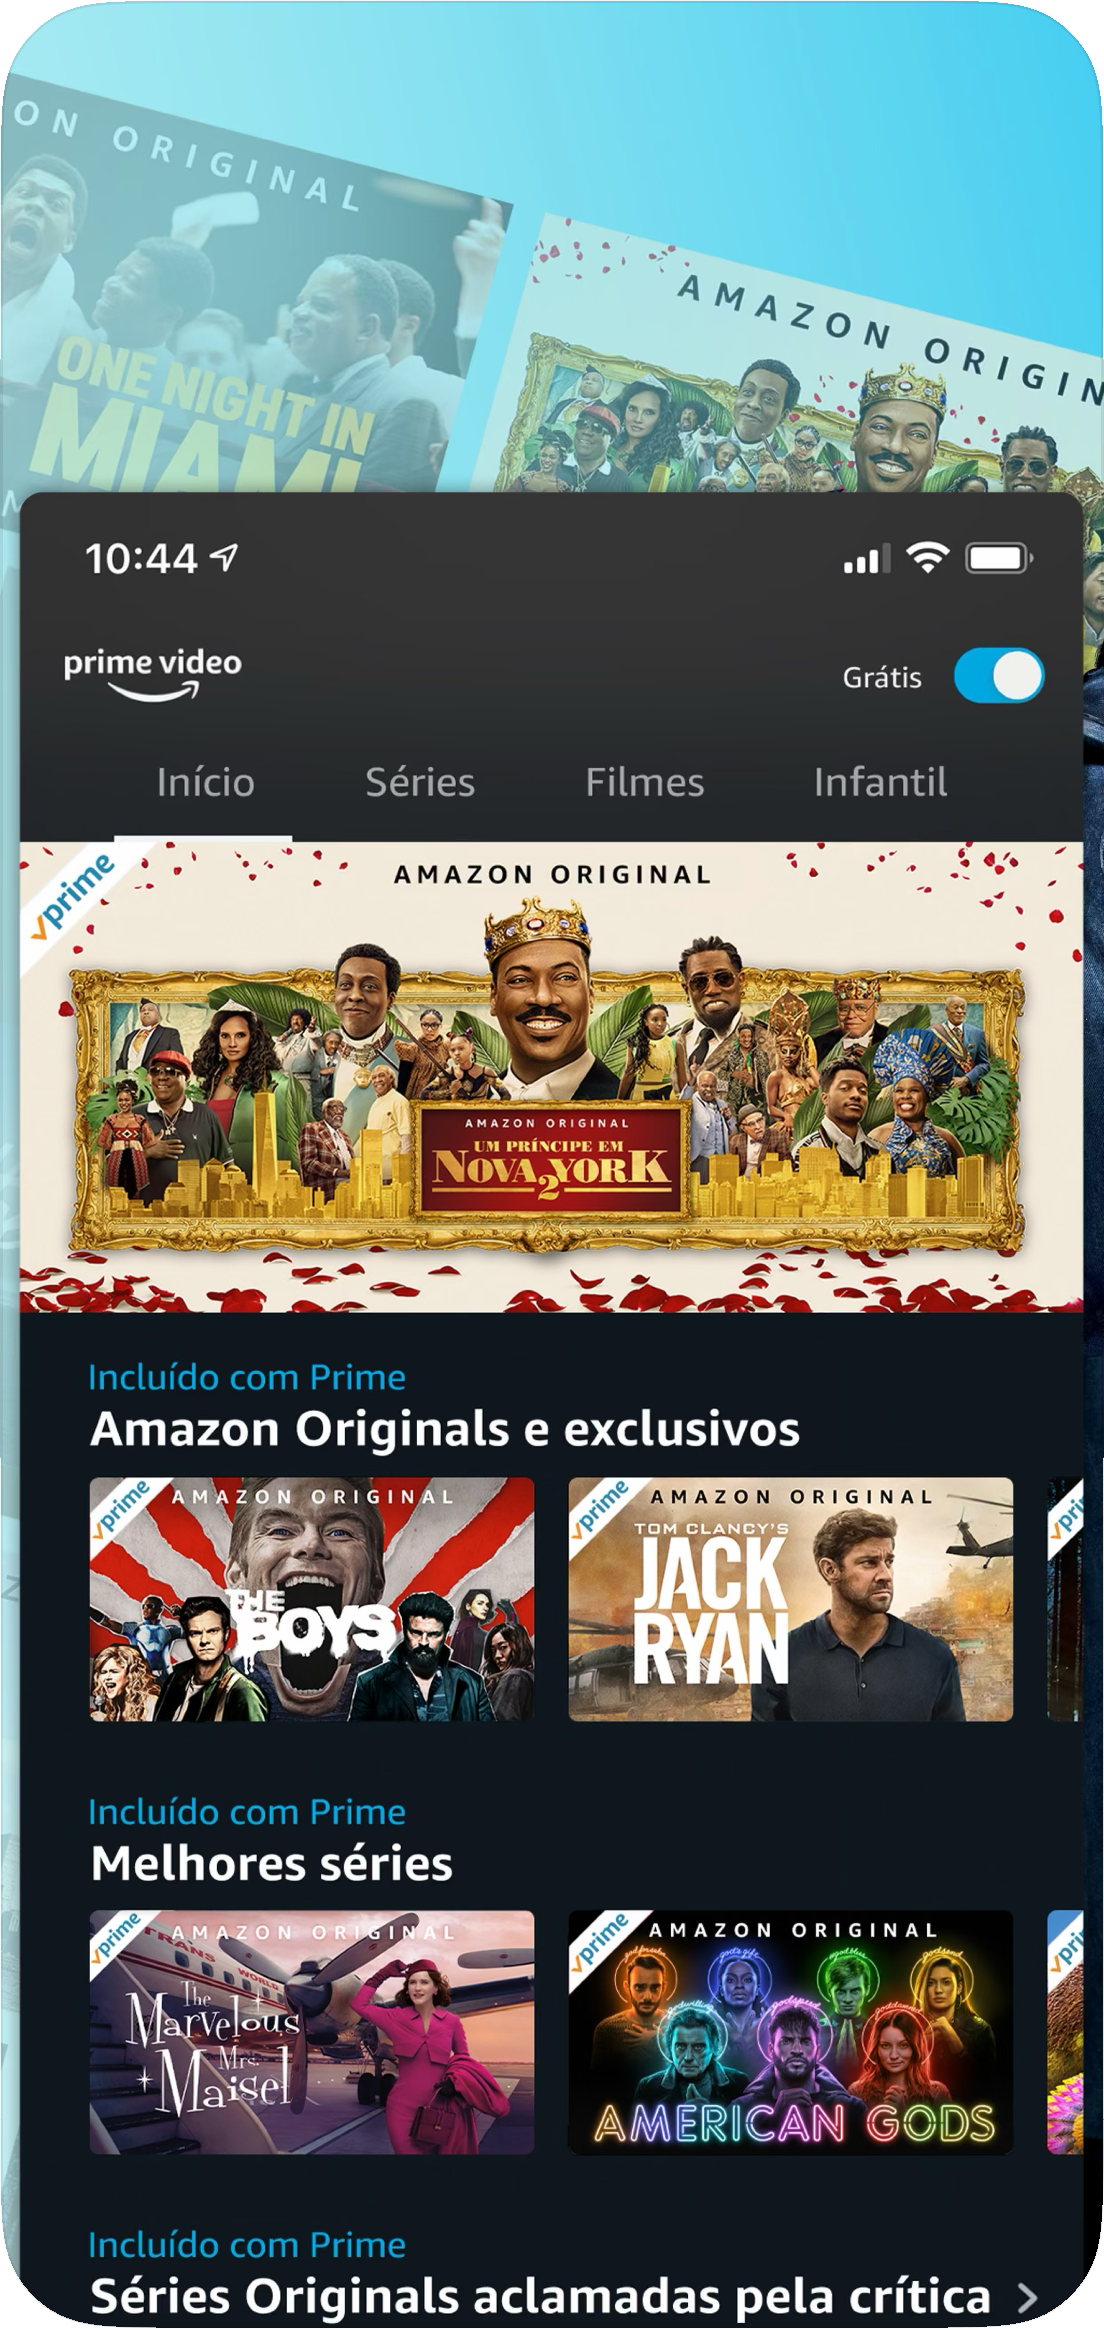 ON ORIGINAL
ONE NIGHT IN
MIAMI
AMAZON ORIGIN
10:44
prime video
Grátis
Início
Séries
Filmes
Infantil
prime
AMAZON ORIGINAL
AMAZON ORIGINAL
UM PRÍNCIPE EM
NOVA YORK
2
Incluído com Prime
Amazon Originals e exclusivos
prime
AMAZON ORIGINAL
THE
BOYS
prime
AMAZON ORIGINAL
TOM CLANCY'S
JACK
RYAN
Incluído com Prime
Melhores séries
prime
AMAZON ORIGINAL
TRANS
WORLD
The
Marvelous
Mrs.
Maisel
prime
AMAZON ORIGINAL
AMERICAN GODS
Incluído com Prime
Séries Originals aclamadas pela crítica